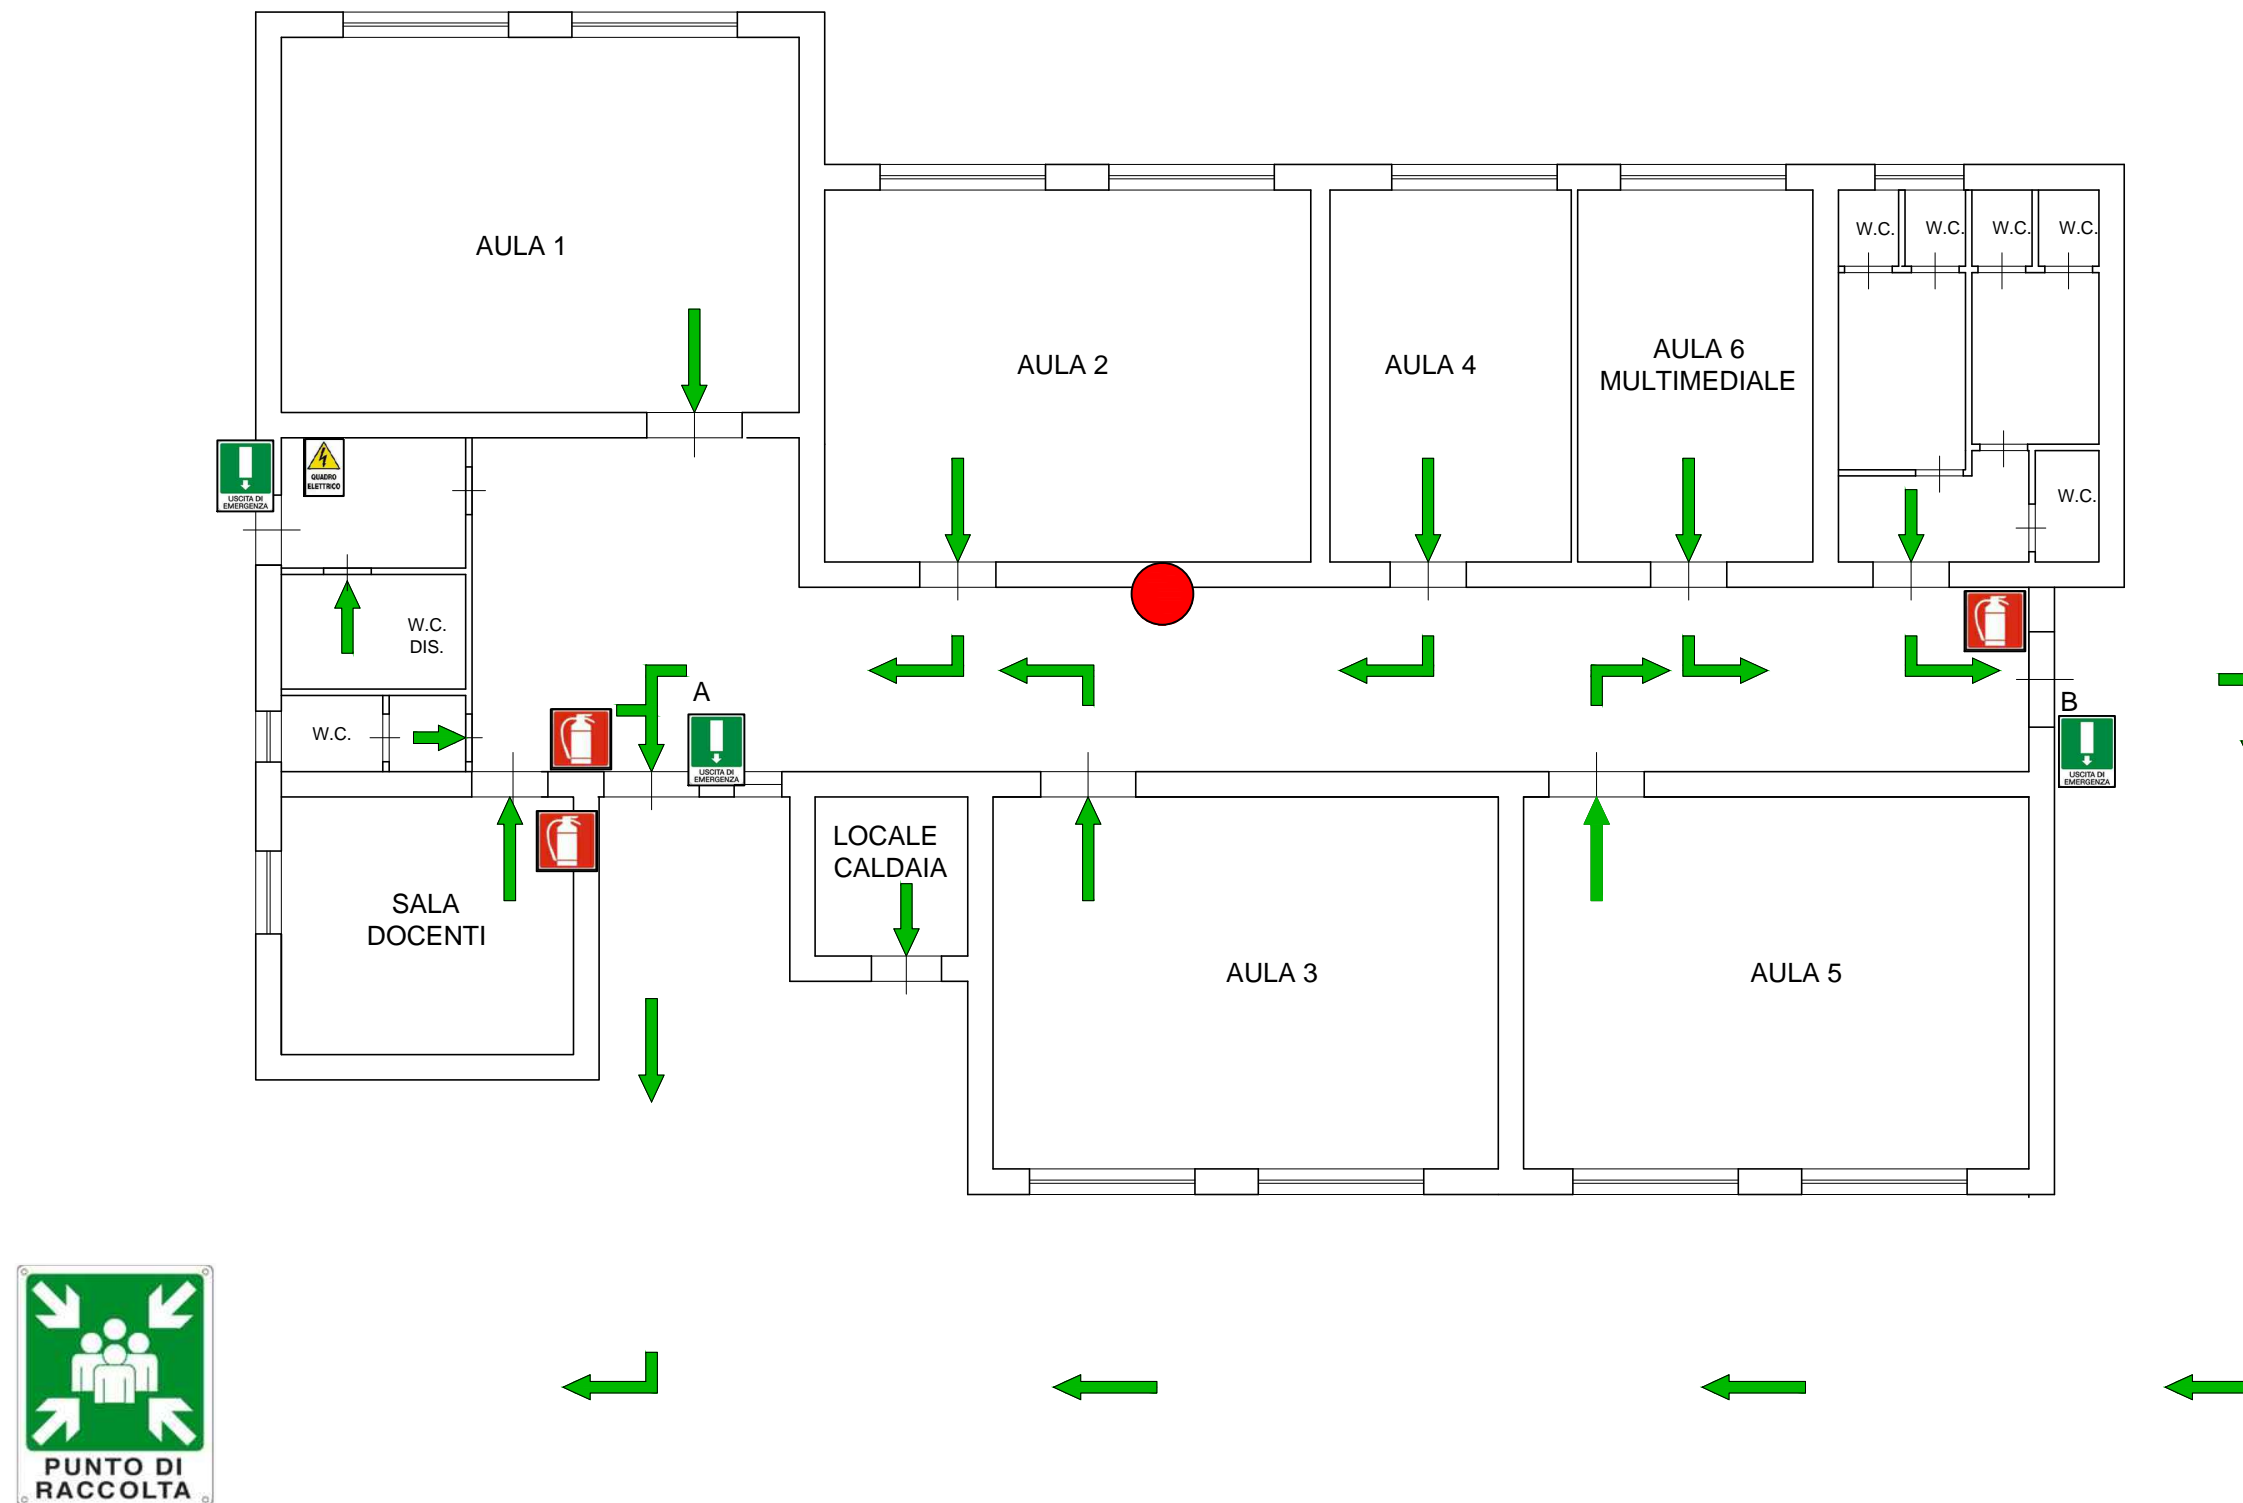 AULA 1
AULA 2
AULA 4
AULA 6
MULTIMEDIALE
W.C.
W.C.
W.C.
W.C.
W.C.
QUADRO
ELETTRICO
USCITA DI
EMERGENZA
W.C.
DIS.
W.C.
A
USCITA DI
EMERGENZA
B
USCITA DI
EMERGENZA
LOCALE
CALDAIA
SALA
DOCENTI
AULA 3
AULA 5
PUNTO DI
RACCOLTA